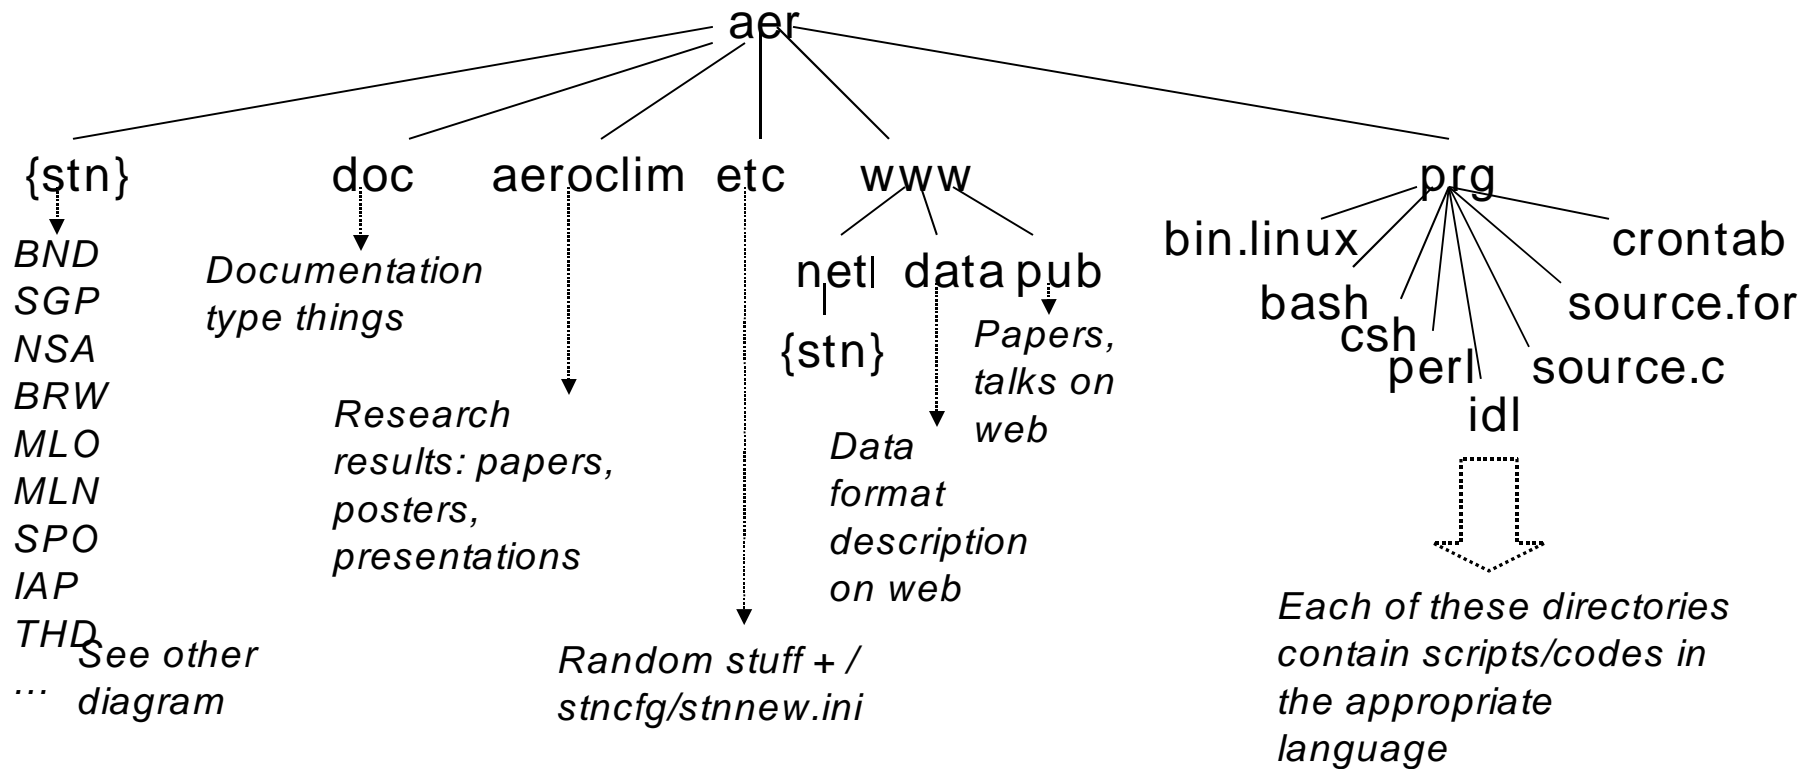 aer
{stn}
doc
aeroclim
etc
www
prg
BND
SGP
NSA
BRW
MLO
MLN
SPO
IAP
THD
...
See other
diagram
Documentation
type things
Research
results: papers,
posters,
presentations
Random stuff + /
stncfg/stnnew.ini
net
{stn}
data
Data
format
description
on web
pub
Papers,
talks on
web
bin.linux
bash
csh
perl
idl
source.c
source.for
crontab
Each of these directories
contain scripts/codes in
the appropriate
language